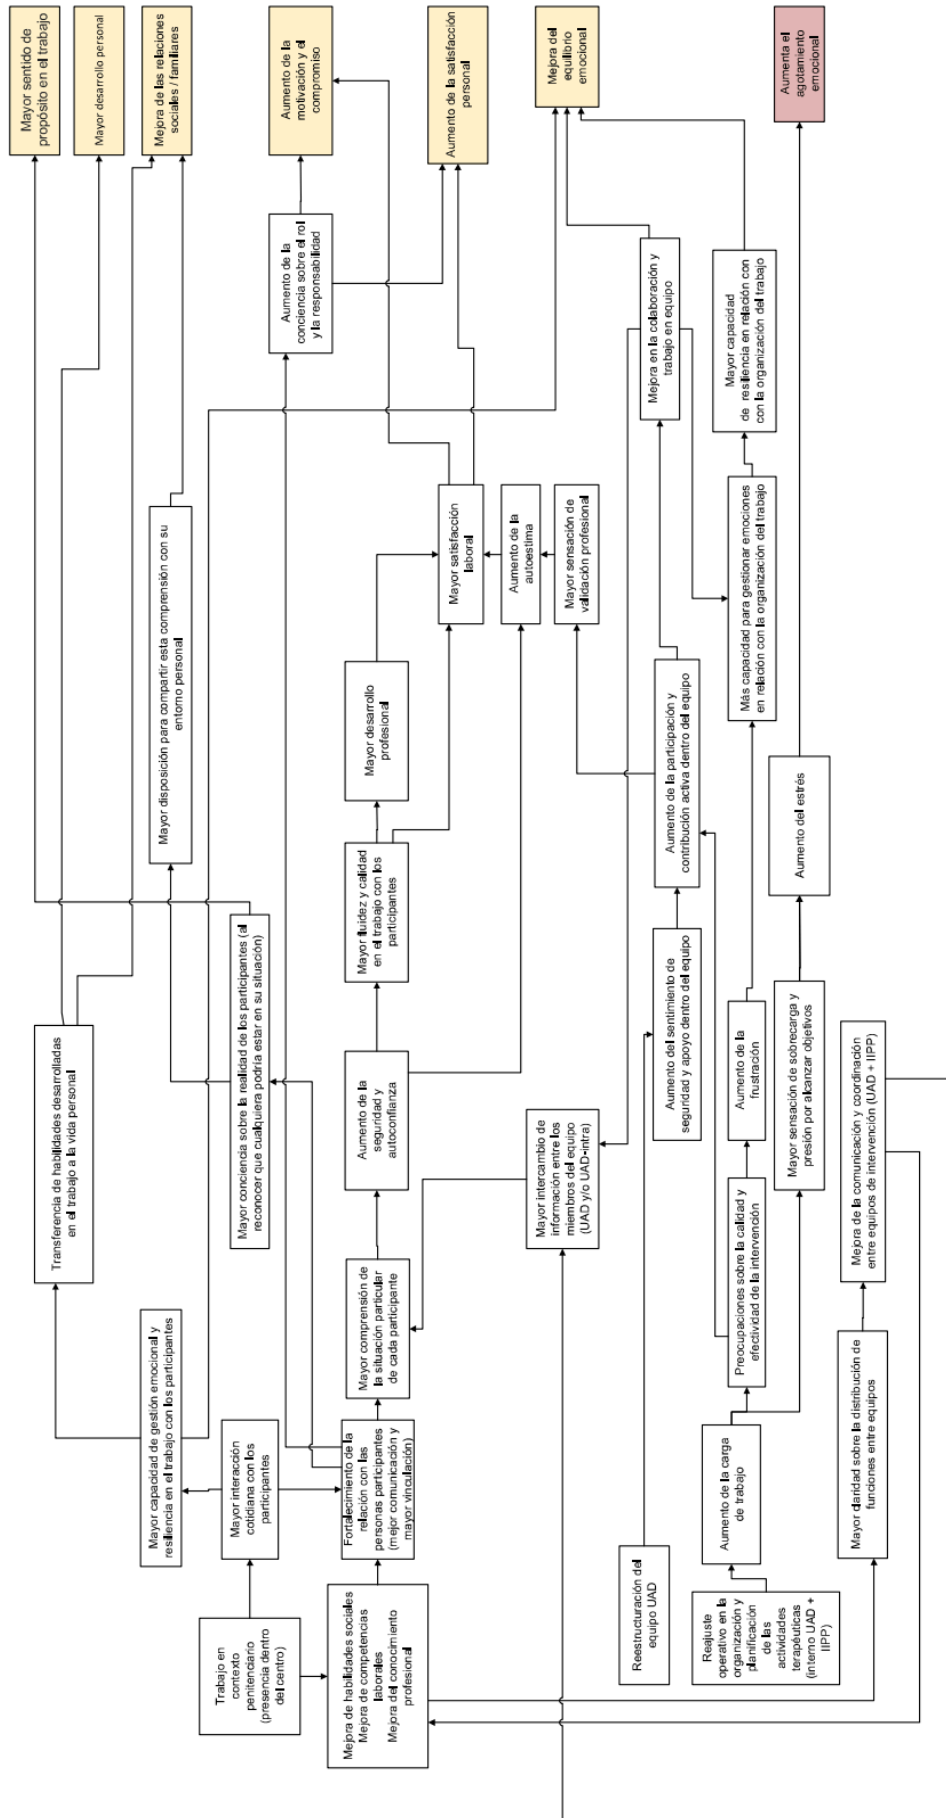 Mayor sentido de
propósito en el trabajo
Mayor desarrollo personal
Mejora de las relaciones
sociales / familiares
Aumento de la
motivación y el
compromiso
Aumento de la satisfacción
personal
Mejora del
equilibrio
emocional
Aumenta el
agotamiento
emocional
Aumento de la
conciencia sobre el rol
y la responsabilidad
Mejora en la colaboración y
trabajo en equipo
Mayor capacidad
de resiliencia en relación con
con la organización del trabajo
Mayor disposición para compartir esta comprensión con su
entorno personal
Mayor satisfacción
laboral
Aumento de la
autoestima
Mayor sensación de
validación profesional
Más capacidad para gestionar emociones
en relación con la organización del trabajo
Mayor desarrollo
profesional
Aumento de la participación y
contribución activa dentro del equipo
Aumento del estrés
Mayor fluidez y calidad
en el trabajo con los
participantes
Transferencia de habilidades desarrolladas
en el trabajo a la vida personal
Mayor conciencia sobre la realidad de los participantes (al
reconocer que cualquiera podría estar en su situación)
Aumento de la
seguridad y
autoconfianza
Aumento del sentimiento de
seguridad y apoyo dentro del equipo
Aumento de la
frustración
Mayor sensación de sobrecarga y
presión por alcanzar objetivos
Mayor intercambio de
información entre los
miembros del equipo
(UAD y/o UAD-intra)
Mejora de la comunicación y coordinación
entre equipos de intervención (UAD + IIPP)
Mayor capacidad de gestión emocional y
resiliencia en el trabajo con los participantes
Mayor comprensión de
la situación particular
de cada participante
Preocupaciones sobre la calidad y
efectividad de la intervención
Mayor interacción
cotidiana con los
participantes
Fortalecimiento de la
relación con las
personas participantes
(mejor comunicación y
mayor vinculación)
Aumento de la carga
de trabajo
Mayor claridad sobre la distribución de
funciones entre equipos
Trabajo en
contexto
penitenciario
(presencia dentro
del centro)
Mejora de habilidades sociales
Mejora de competencias
laborales
Mejora del conocimiento
profesional
Reestructuración del
equipo UAD
Reajuste
operativo en la
organización y
planificación
de las
actividades
terapéuticas
(interno UAD +
IIPP)